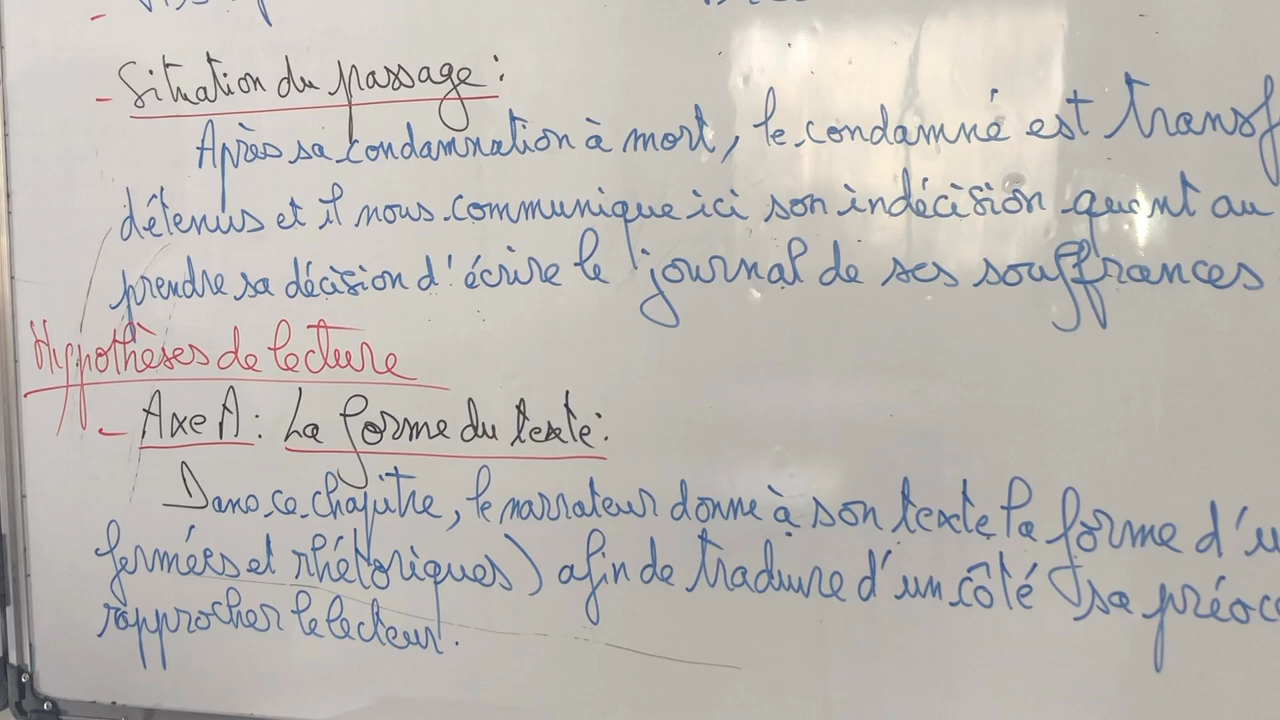 - Situation du passage :
Après sa condamnation à mort, le condamné est transf
détenus et il nous communique ici son indécision quant au
prendre sa décision d'écrire le journal de ses souffrances
Hypothèses de lecture
- Axe A : La forme du texte :
Dans ce chapitre, le narrateur donne à son texte la forme d'u
fermées et rhétoriques) afin de traduire d'un côté sa préoc
rapprocher le lecteur.